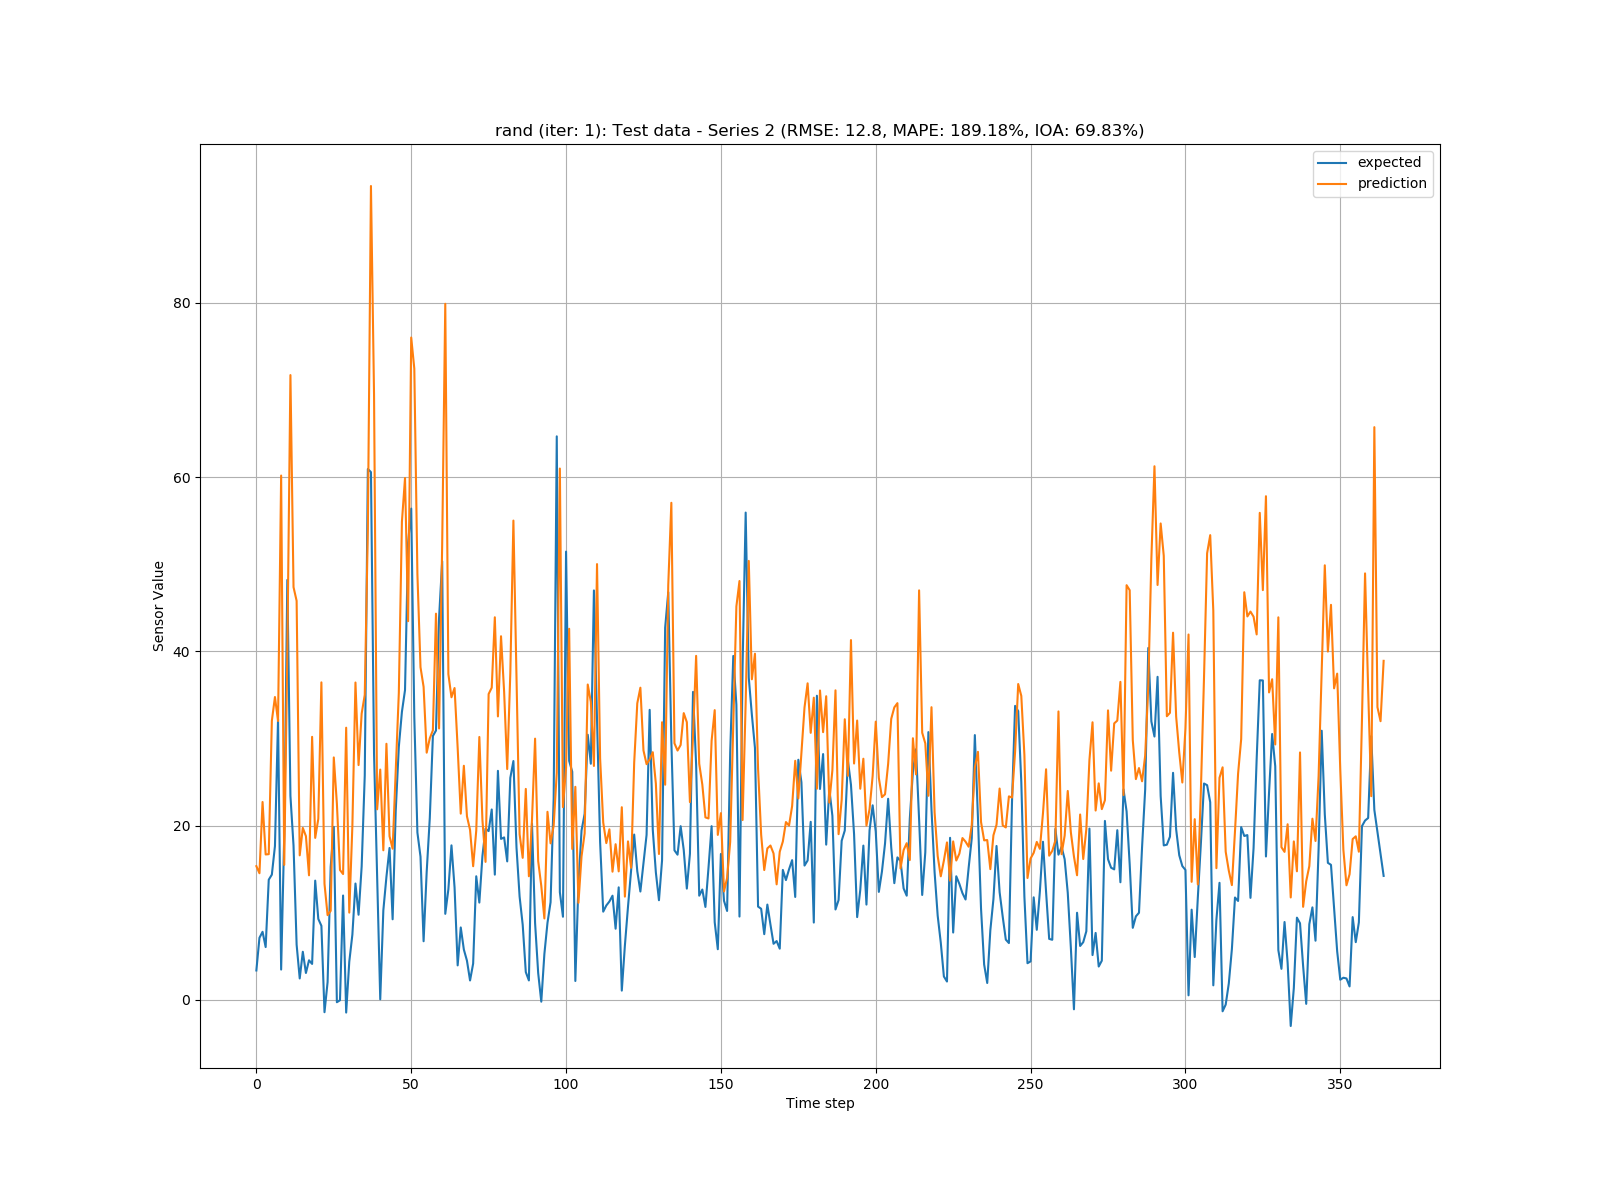 rand (iter: 1): Test data - Series 2 (RMSE: 12.8, MAPE: 189.18%, IOA: 69.83%)
expected
prediction
Sensor Value
80
60
40
20
0
0 50 100 150 200 250 300 350
Time step